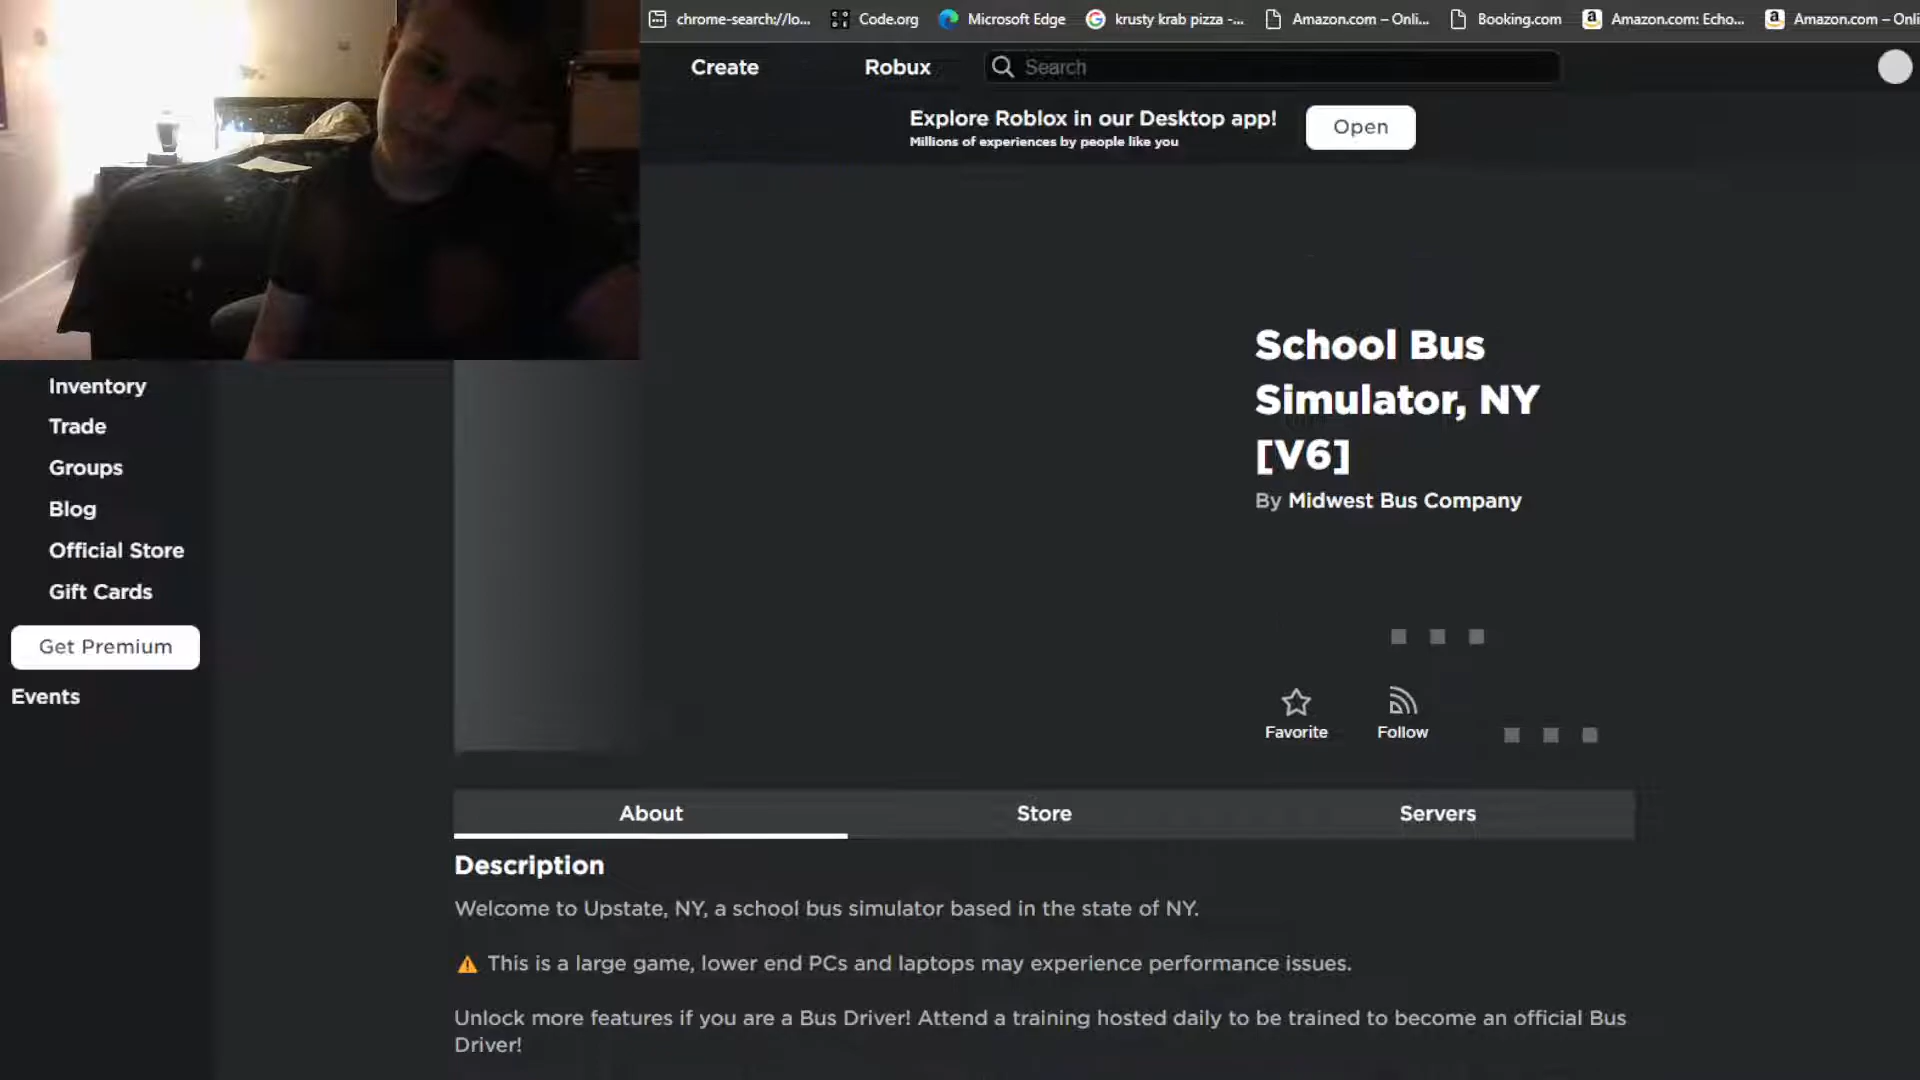 chrome-search://lo...
Code.org
Microsoft Edge
krusty krab pizza -...
Amazon.com – Onli...
Booking.com
Amazon.com: Echo...
Amazon.com – Onli
Create
Robux
Search
Explore Roblox in our Desktop app!
Millions of experiences by people like you
Open
School Bus
Simulator, NY
[V6]
By Midwest Bus Company
Inventory
Trade
Groups
Blog
Official Store
Gift Cards
Get Premium
Events
Favorite
Follow
About
Store
Servers
Description
Welcome to Upstate, NY, a school bus simulator based in the state of NY.
⚠ This is a large game, lower end PCs and laptops may experience performance issues.
Unlock more features if you are a Bus Driver! Attend a training hosted daily to be trained to become an official Bus
Driver!